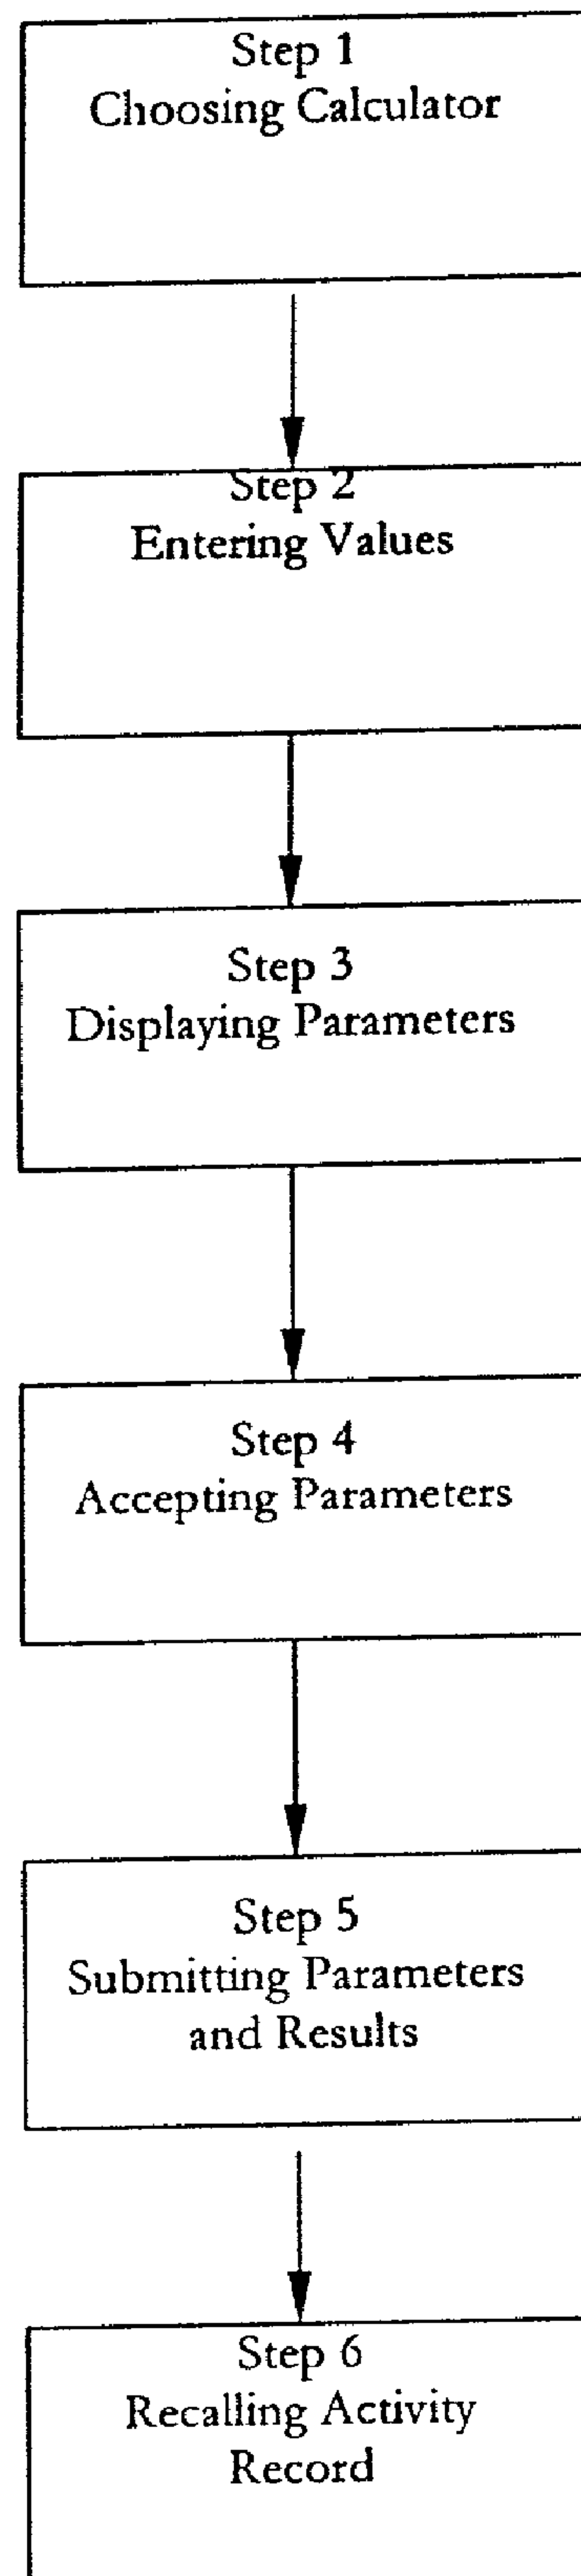 Step 1
Choosing Calculator
Step 2
Entering Values
Step 3
Displaying Parameters
Step 4
Accepting Parameters
Step 5
Submitting Parameters
and Results
Step 6
Recalling Activity
Record